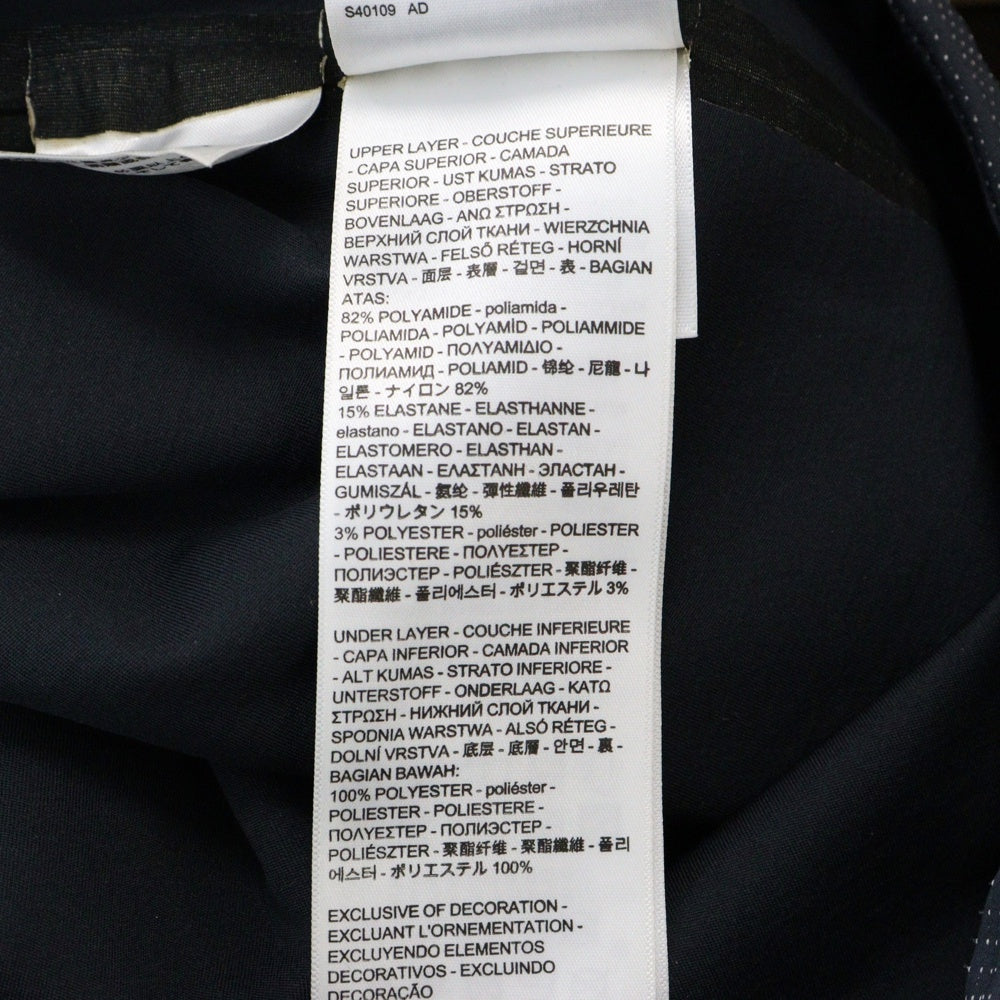 S40109 AD
UPPER LAYER - COUCHE SUPERIEURE
- CAPA SUPERIOR - CAMADA
SUPERIOR - UST KUMAS - STRATO
SUPERIORE - OBERSTOFF -
BOVENLAAG - ΑΝΩ ΣΤΡΩΣΗ -
ВЕРХНИЙ СЛОЙ ТКАНИ - WIERZCHNIA
WARSTWA - FELSŐ RÉTEG - HORNÍ
VRSTVA - 面层 - 表層 - 겉면 - 表 - BAGIAN
ATAS:
82% POLYAMIDE - poliamida -
POLIAMIDA - POLYAMİD - POLIAMMIDE
- POLYAMID - ΠΟΛΥΑΜΙΔΙΟ -
ПОЛИАМИД - POLIAMID - 锦纶 - 尼龍 - 나
일론 - ナイロン 82%
15% ELASTANE - ELASTHANNE -
elastano - ELASTANO - ELASTAN -
ELASTOMERO - ELASTHAN -
ELASTAAN - ΕΛΑΣΤΑΝΗ - ЭЛАСТАН -
GUMISZÁL - 氨纶 - 彈性纖維 - 폴리우레탄
- ポリウレタン 15%
3% POLYESTER - poliéster - POLIESTER
- POLIESTERE - ΠΟΛΥΕΣΤΕΡ -
ПОЛИЭСТЕР - POLIÉSZTER - 聚酯纤维 -
聚酯纖維 - 폴리에스터 - ポリエステル 3%
UNDER LAYER - COUCHE INFERIEURE
- CAPA INFERIOR - CAMADA INFERIOR
- ALT KUMAS - STRATO INFERIORE -
UNTERSTOFF - ONDERLAAG - ΚΑΤΩ
ΣΤΡΩΣΗ - НИЖНИЙ СЛОЙ ТКАНИ -
SPODNIA WARSTWA - ALSÓ RÉTEG -
DOLNÍ VRSTVA - 底层 - 底層 - 안면 - 裏 -
BAGIAN BAWAH:
100% POLYESTER - poliéster -
POLIESTER - POLIESTERE -
ΠΟΛΥΕΣΤΕΡ - ПОЛИЭСТЕР -
POLIÉSZTER - 聚酯纤维 - 聚酯纖維 - 폴리
에스터 - ポリエステル 100%
EXCLUSIVE OF DECORATION -
EXCLUANT L'ORNEMENTATION -
EXCLUYENDO ELEMENTOS
DECORATIVOS - EXCLUINDO
DECORAÇÃO